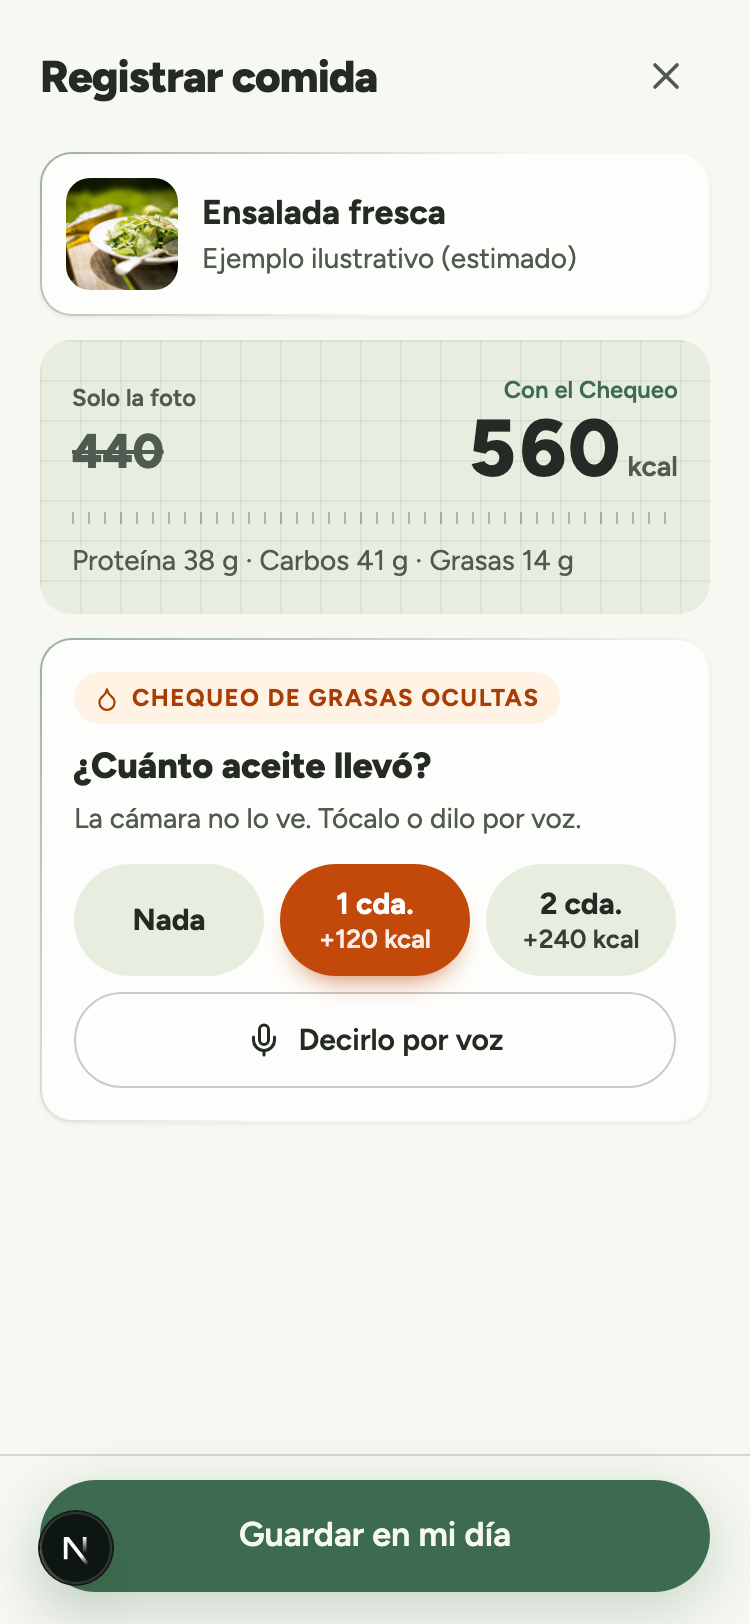 Registrar comida
Ensalada fresca
Ejemplo ilustrativo (estimado)
Solo la foto
440
Con el Chequeo
560 kcal
Proteína 38 g · Carbos 41 g · Grasas 14 g
CHEQUEO DE GRASAS OCULTAS
¿Cuánto aceite llevó?
La cámara no lo ve. Tócalo o dilo por voz.
Nada
1 cda.
+120 kcal
2 cda.
+240 kcal
Decirlo por voz
Guardar en mi día
N